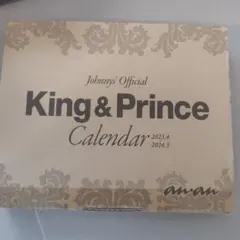 Johnnys' Official
King & Prince
Calendar 2023.4
2024.3
an・an